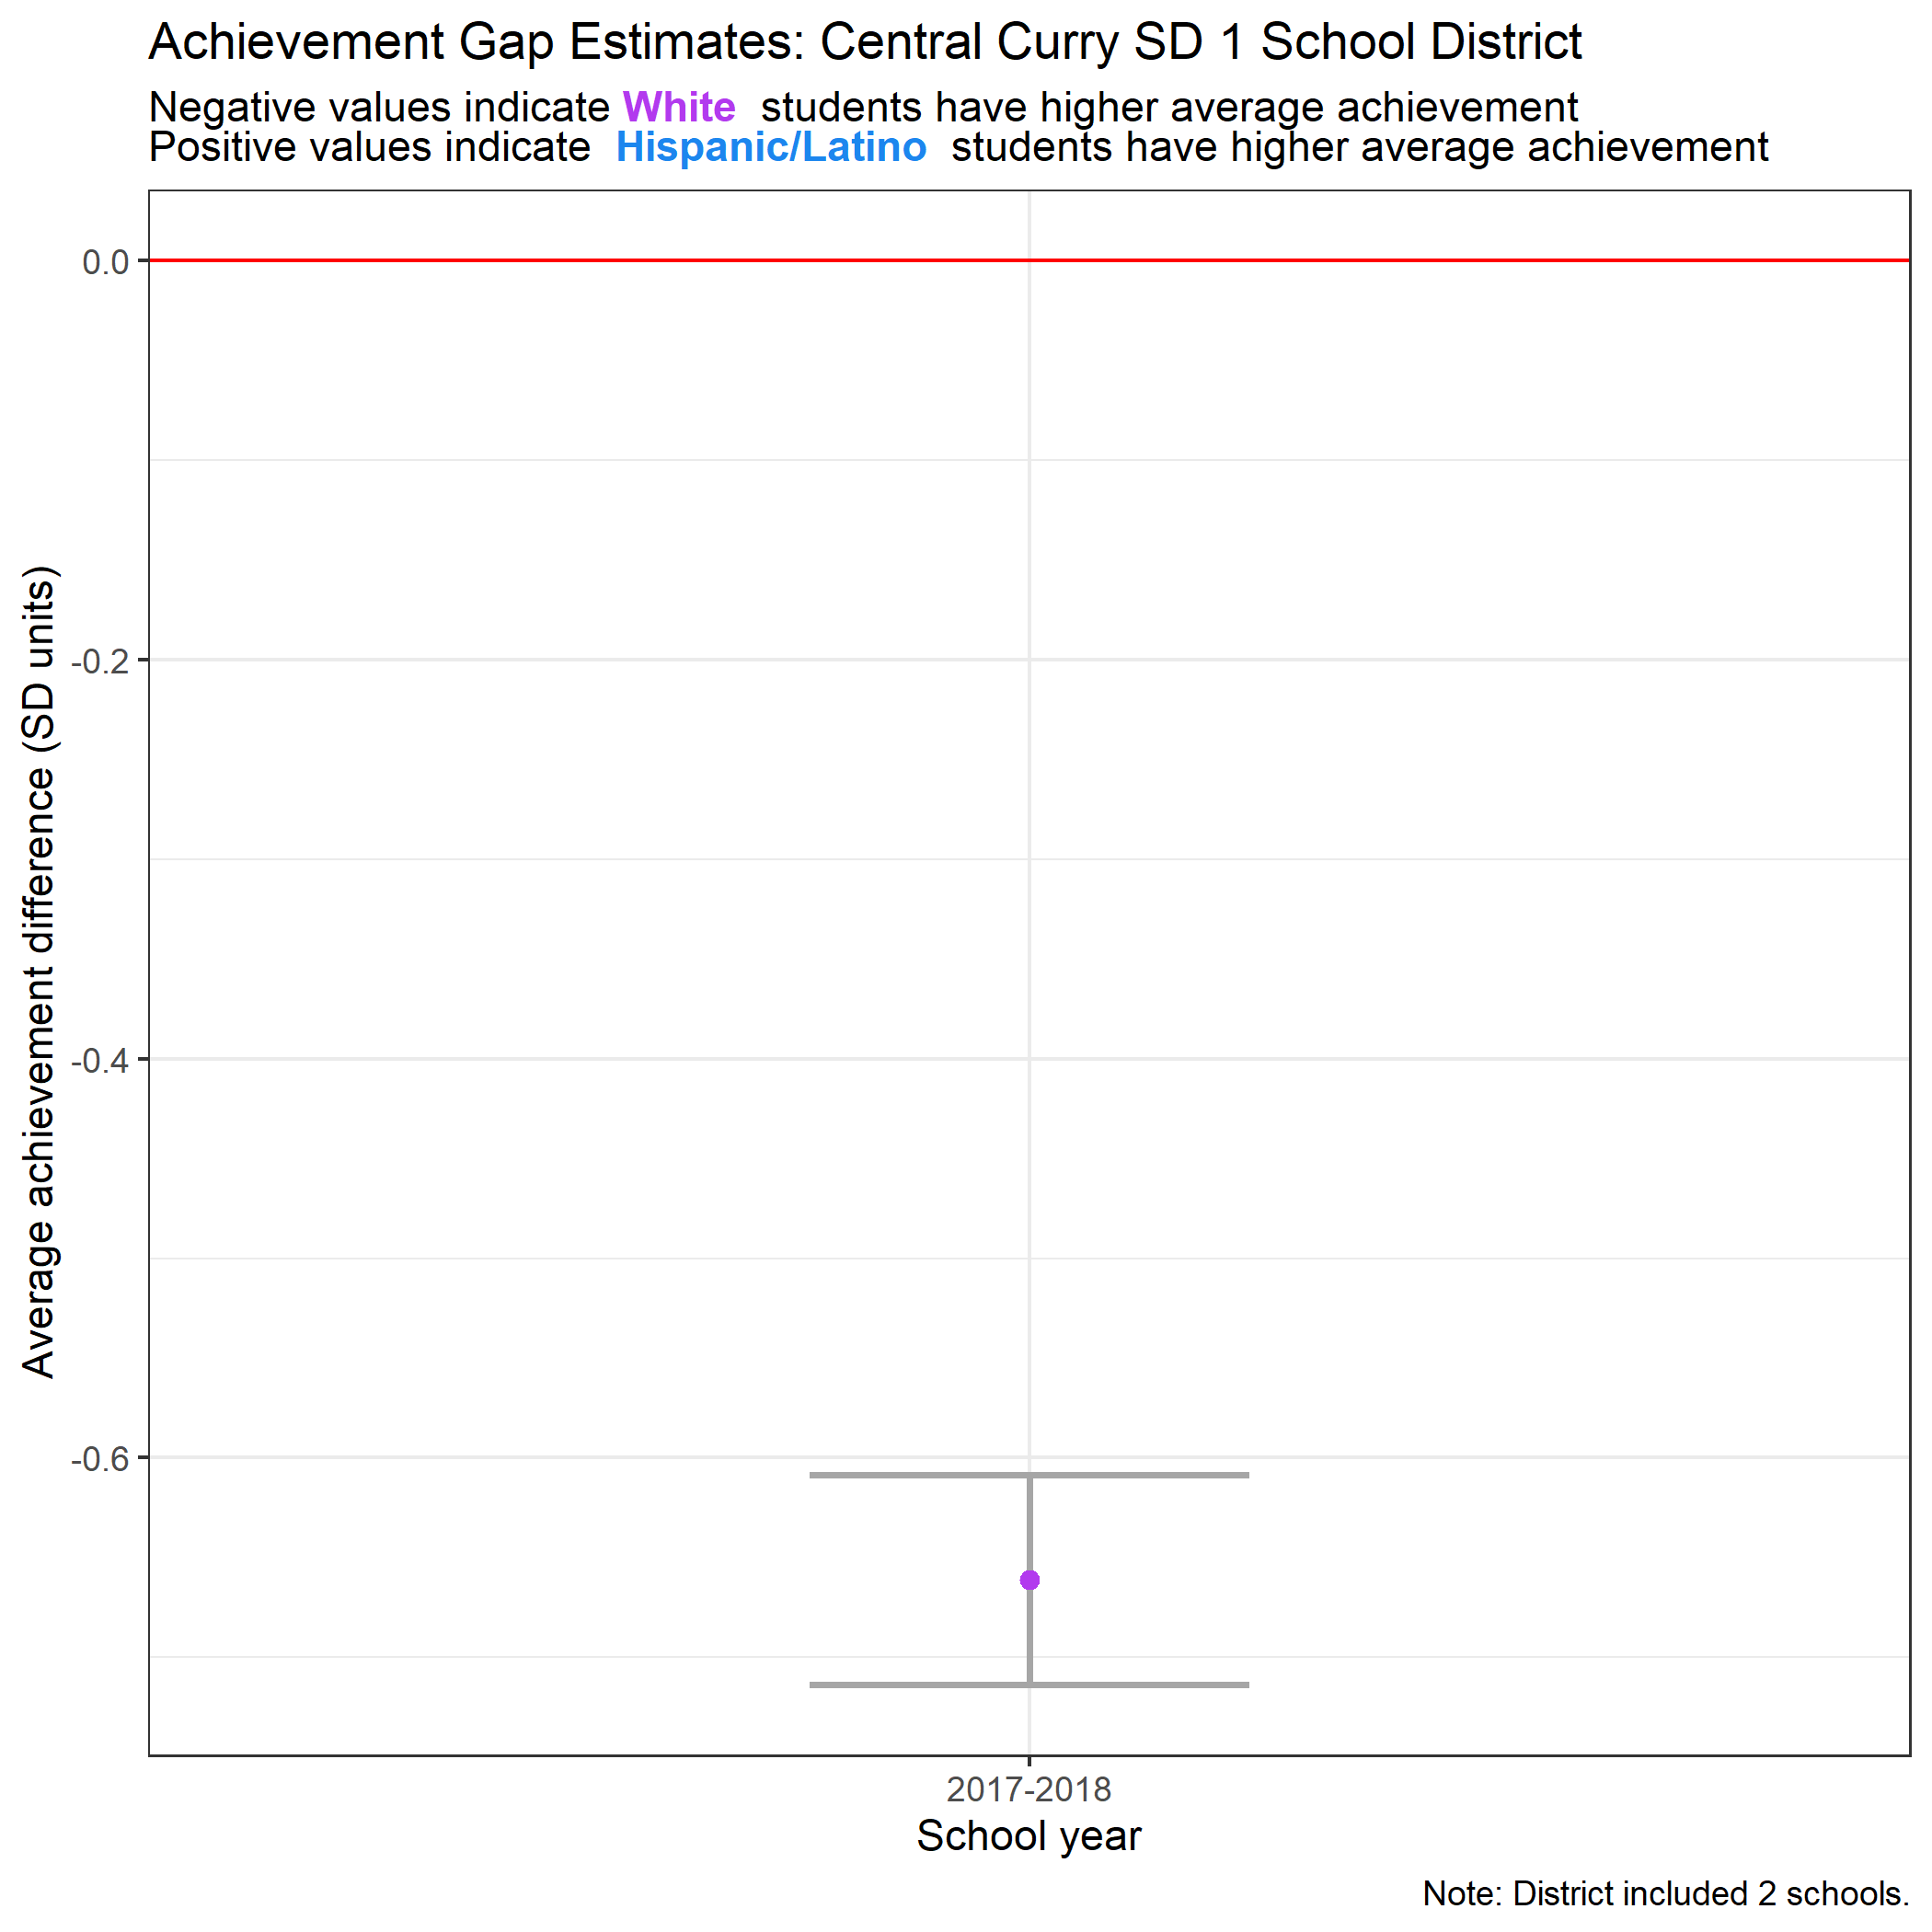 Achievement Gap Estimates: Central Curry SD 1 School District
Negative values indicate White students have higher average achievement
Positive values indicate Hispanic/Latino students have higher average achievement
Average achievement difference (SD units)
0.0
-0.2
-0.4
-0.6
2017-2018
School year
Note: District included 2 schools.